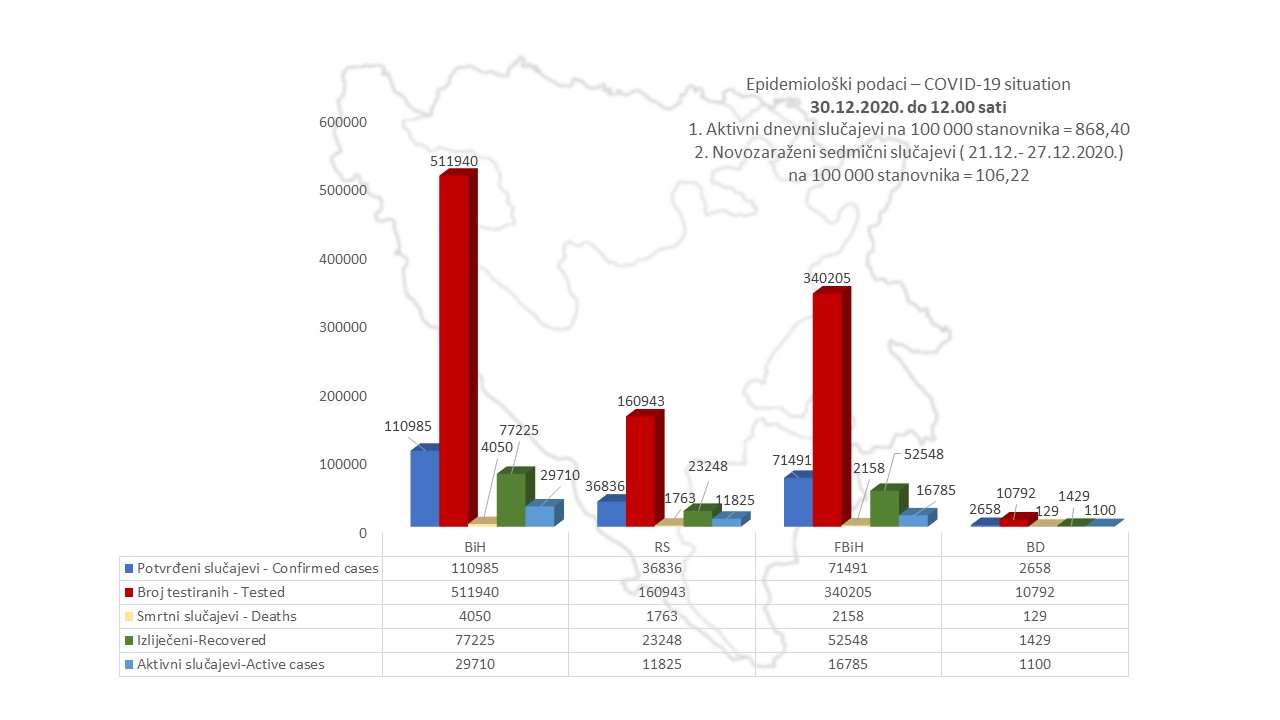 Epidemiološki podaci – COVID-19 situation
30.12.2020. do 12.00 sati
1. Aktivni dnevni slučajevi na 100 000 stanovnika = 868,40
2. Novozaraženi sedmični slučajevi ( 21.12.- 27.12.2020.)
na 100 000 stanovnika = 106,22
600000
500000
400000
300000
200000
100000
0
110985
511940
4050
77225
29710
36836
160943
1763
23248
11825
71491
340205
2158
52548
16785
2658
10792
129
1429
1100
BiH RS FBiH BD
Potvrđeni slučajevi - Confirmed cases 110985 36836 71491 2658
Broj testiranih - Tested 511940 160943 340205 10792
Smrtni slučajevi - Deaths 4050 1763 2158 129
Izliječeni-Recovered 77225 23248 52548 1429
Aktivni slučajevi-Active cases 29710 11825 16785 1100